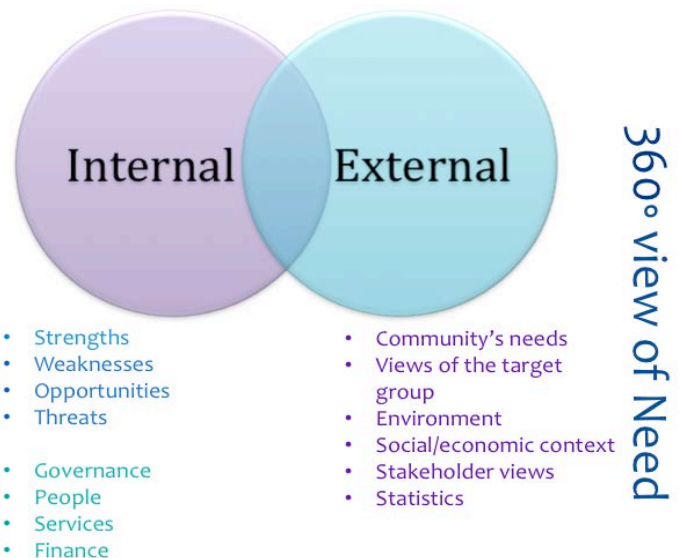 Internal
External
• Strengths
• Weaknesses
• Opportunities
• Threats
• Governance
• People
• Services
• Finance
• Community’s needs
• Views of the target
group
• Environment
• Social/economic context
• Stakeholder views
• Statistics
360° view of Need